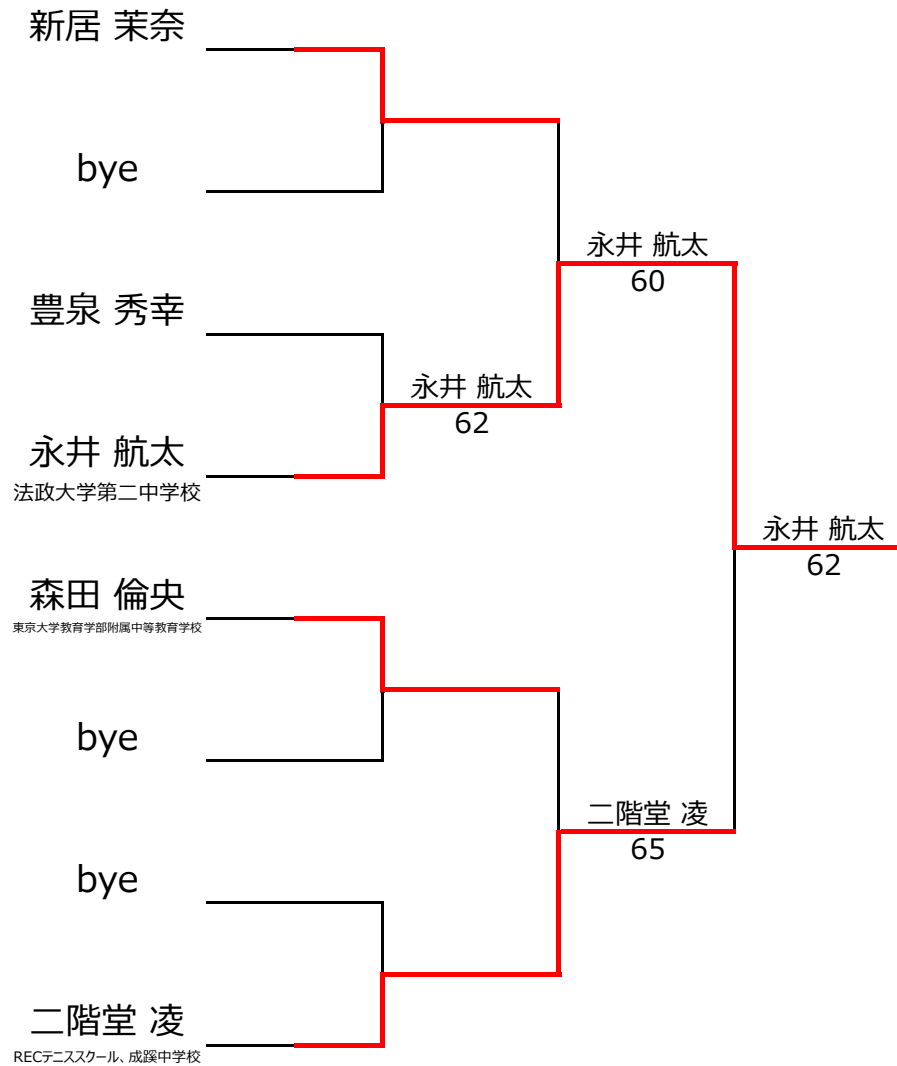 新居 茉奈
bye
永井 航太
60
豊泉 秀幸
永井 航太
62
永井 航太
法政大学第二中学校
永井 航太
62
森田 倫央
東京大学教育学部附属中等教育学校
bye
二階堂 凌
65
bye
二階堂 凌
RECテニススクール、成蹊中学校